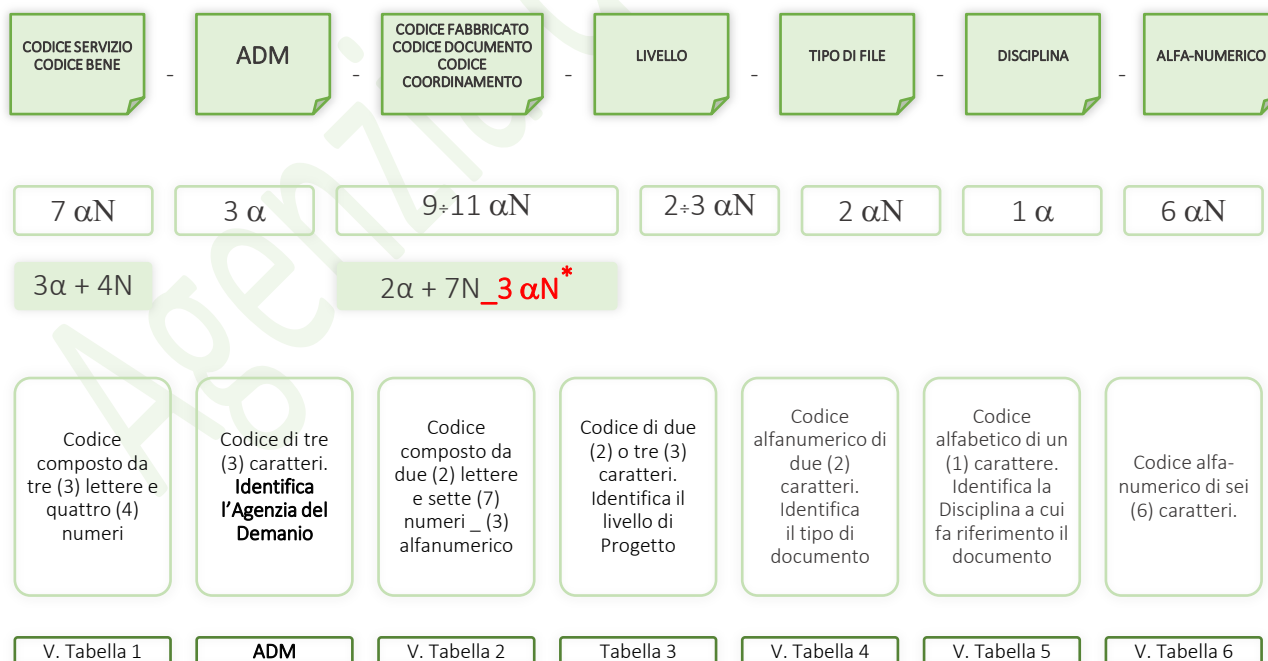 CODICE SERVIZIO
CODICE BENE
-
ADM
-
CODICE FABBRICATO
CODICE DOCUMENTO
CODICE
COORDINAMENTO
-
LIVELLO
-
TIPO DI FILE
-
DISCIPLINA
-
ALFA-NUMERICO
7 αN
3 α
9÷11 αN
2÷3 αN
2 αN
1 α
6 αN
3α + 4N
2α + 7N_3 αN*
Codice
composto da
tre (3) lettere e
quattro (4)
numeri
Codice di tre
(3) caratteri.
Identifica
l'Agenzia del
Demanio
Codice
composto da
due (2) lettere
e sette (7)
numeri _ (3)
alfanumerico
Codice di due
(2) o tre (3)
caratteri.
Identifica il
livello di
Progetto
Codice
alfanumerico di
due (2)
caratteri.
Identifica
il tipo di
documento
Codice
alfabetico di un
(1) carattere.
Identifica la
Disciplina a cui
fa riferimento il
documento
Codice alfa-
numerico di sei
(6) caratteri.
V. Tabella 1
ADM
V. Tabella 2
Tabella 3
V. Tabella 4
V. Tabella 5
V. Tabella 6
Agenzia